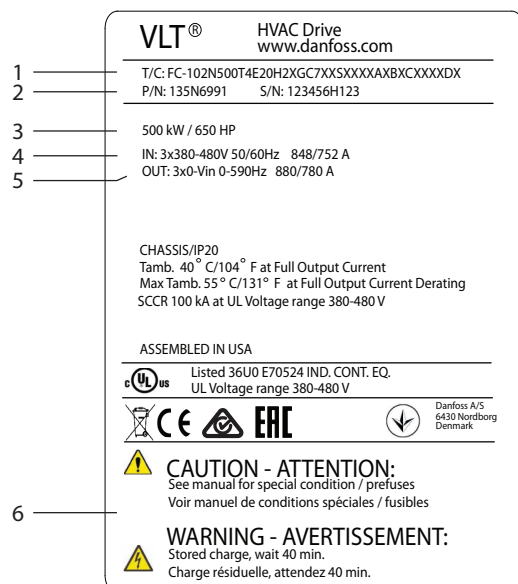 VLT® HVAC Drive
www.danfoss.com
1 T/C: FC-102N500T4E20H2XGC7XXSXXXXAXBXCXXXXDX
2 P/N: 135N6991 S/N: 123456H123
3 500 kW / 650 HP
4 IN: 3x380-480V 50/60Hz 848/752 A
5 OUT: 3x0-Vin 0-590Hz 880/780 A
CHASSIS/IP20
Tamb. 40° C/104° F at Full Output Current
Max Tamb. 55° C/131° F at Full Output Current Derating
SCCR 100 kA at UL Voltage range 380-480 V
ASSEMBLED IN USA
c UL us Listed 36U0 E70524 IND. CONT. EQ.
UL Voltage range 380-480 V
CE EAC
Danfoss A/S
6430 Nordborg
Denmark
CAUTION - ATTENTION:
See manual for special condition / prefuses
Voir manuel de conditions spéciales / fusibles
6
WARNING - AVERTISSEMENT:
Stored charge, wait 40 min.
Charge résiduelle, attendez 40 min.